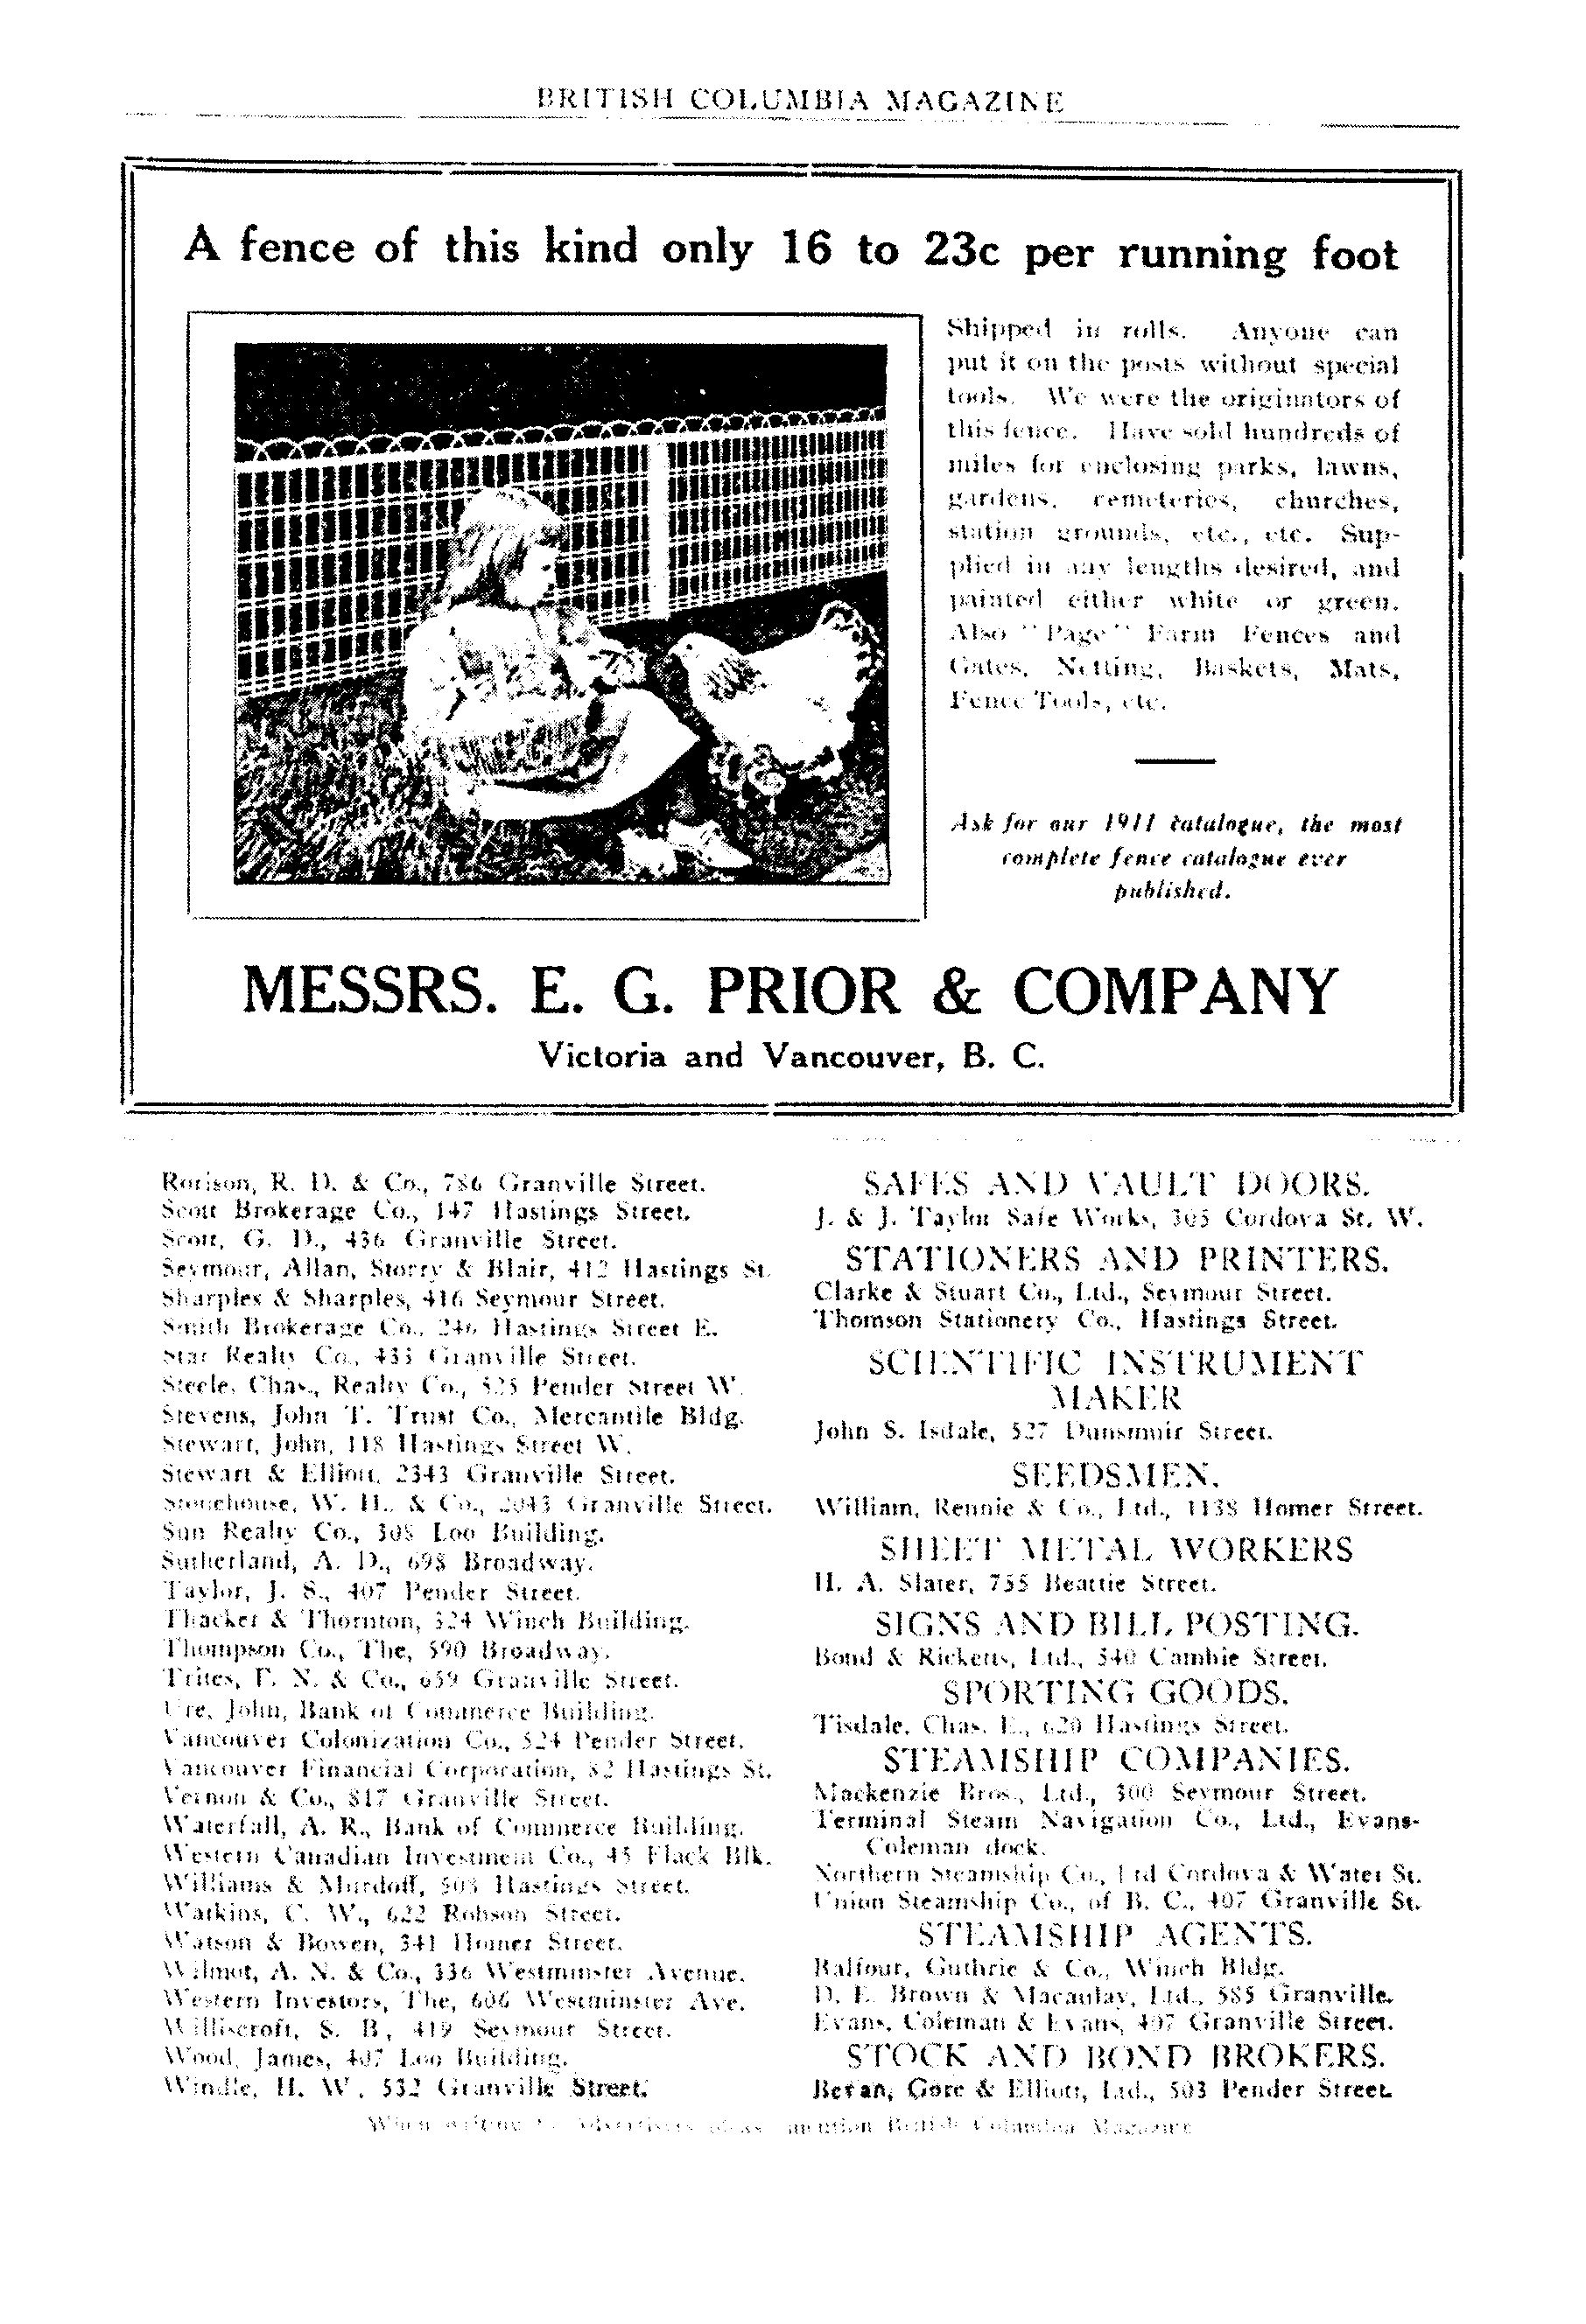 BRITISH COLUMBIA MAGAZINE
A fence of this kind only 16 to 23c per running foot
Shipped in rolls. Anyone can
put it on the posts without special
tools. We were the originators of
this fence. Have sold hundreds of
miles for enclosing parks, lawns,
gardens, cemeteries, churches,
station grounds, etc., etc. Sup-
plied in any lengths desired, and
painted either white or green.
Also "Page" Farm Fences and
Gates, Netting, Baskets, Mats,
Fence Tools, etc.
Ask for our 1911 catalogue, the most
complete fence catalogue ever
published.
MESSRS. E. G. PRIOR & COMPANY
Victoria and Vancouver, B. C.
Rorison, R. D. & Co., 786 Granville Street.
Scott Brokerage Co., 147 Hastings Street.
Scott, G. D., 436 Granville Street.
Seymour, Allan, Storry & Blair, 412 Hastings St.
Sharples & Sharples, 416 Seymour Street.
Smith Brokerage Co., 246 Hastings Street E.
Star Realty Co., 433 Granville Street.
Steele, Chas., Realty Co., 525 Pender Street W.
Stevens, John T. Trust Co., Mercantile Bldg.
Stewart, John, 118 Hastings Street W.
Stewart & Elliott, 2343 Granville Street.
Stonehouse, W. H., & Co., 2043 Granville Street.
Sun Realty Co., 308 Loo Building.
Sutherland, A. D., 698 Broadway.
Taylor, J. S., 407 Pender Street.
Thacker & Thornton, 324 Winch Building.
Thompson Co., The, 590 Broadway.
Trites, F. N. & Co., 659 Granville Street.
Ure, John, Bank of Commerce Building.
Vancouver Colonization Co., 524 Pender Street.
Vancouver Financial Corporation, 82 Hastings St.
Vernon & Co., 817 Granville Street.
Waterfall, A. R., Bank of Commerce Building.
Western Canadian Investment Co., 45 Flack Blk.
Williams & Murdoff, 503 Hastings Street.
Watkins, C. W., 622 Robson Street.
Watson & Bowen, 341 Homer Street.
Wilmot, A. N. & Co., 336 Westminster Avenue.
Western Investors, The, 606 Westminster Ave.
Williscroft, S. B., 419 Seymour Street.
Wood, James, 407 Loo Building.
Windle, H. W., 532 Granville Street.
SAFES AND VAULT DOORS.
J. & J. Taylor Safe Works, 305 Cordova St. W.
STATIONERS AND PRINTERS.
Clarke & Stuart Co., Ltd., Seymour Street.
Thomson Stationery Co., Hastings Street.
SCIENTIFIC INSTRUMENT
MAKER
John S. Isdale, 527 Dunsmuir Street.
SEEDSMEN.
William, Rennie & Co., Ltd., 1138 Homer Street.
SHEET METAL WORKERS
H. A. Slater, 755 Beattie Street.
SIGNS AND BILL POSTING.
Bond & Ricketts, Ltd., 540 Cambie Street.
SPORTING GOODS.
Tisdale, Chas. E., 620 Hastings Street.
STEAMSHIP COMPANIES.
Mackenzie Bros., Ltd., 300 Seymour Street.
Terminal Steam Navigation Co., Ltd., Evans-
Coleman dock.
Northern Steamship Co., Ltd Cordova & Water St.
Union Steamship Co., of B. C., 407 Granville St.
STEAMSHIP AGENTS.
Balfour, Guthrie & Co., Winch Bldg.
D. E. Brown & Macaulay, Ltd., 585 Granville.
Evans, Coleman & Evans, 407 Granville Street.
STOCK AND BOND BROKERS.
Bevan, Gore & Elliott, Ltd., 503 Pender Street.
When writing to Advertisers please mention British Columbia Magazine